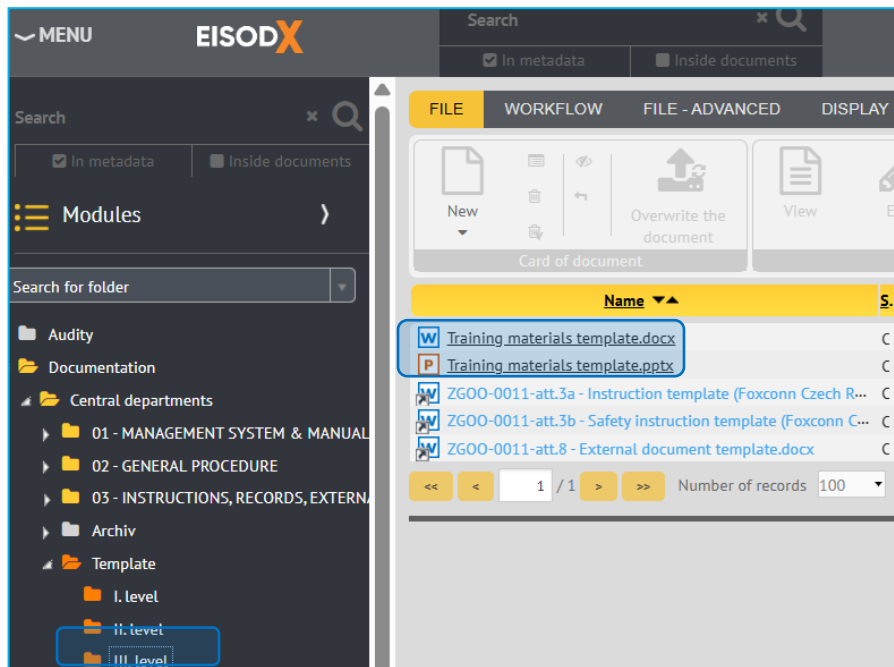 MENU
EISODX
Search
In metadata
Inside documents
Search
In metadata
Inside documents
Modules
Search for folder
Audity
Documentation
Central departments
01 - MANAGEMENT SYSTEM & MANUAL
02 - GENERAL PROCEDURE
03 - INSTRUCTIONS, RECORDS, EXTERN
Archiv
Template
I. level
II. level
III. level
FILE
WORKFLOW
FILE - ADVANCED
DISPLAY
New
Overwrite the
document
View
Card of document
Name
S.
Training materials template.docx
C
Training materials template.pptx
C
ZGOO-0011-att.3a - Instruction template (Foxconn Czech R...
C
ZGOO-0011-att.3b - Safety instruction template (Foxconn C...
C
ZGOO-0011-att.8 - External document template.docx
C
<<
<
1 / 1
>
>>
Number of records
100